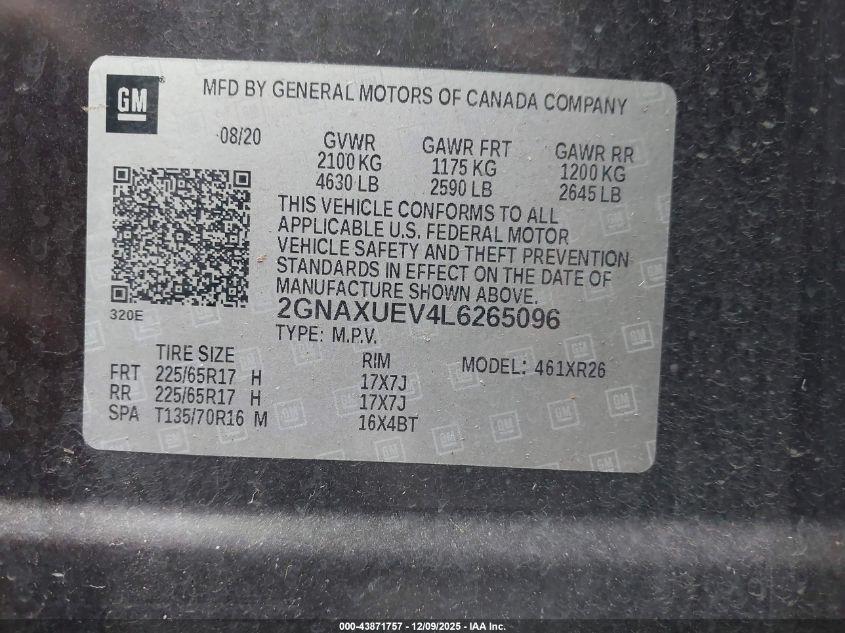 GM ®
MFD BY GENERAL MOTORS OF CANADA COMPANY
08/20
GVWR GAWR FRT GAWR RR
2100 KG 1175 KG 1200 KG
4630 LB 2590 LB 2645 LB
THIS VEHICLE CONFORMS TO ALL
APPLICABLE U.S. FEDERAL MOTOR
VEHICLE SAFETY AND THEFT PREVENTION
STANDARDS IN EFFECT ON THE DATE OF
MANUFACTURE SHOWN ABOVE.
320E
2GNAXUEV4L6265096
TYPE: M.P.V.
TIRE SIZE RIM MODEL: 461XR26
FRT 225/65R17 H 17X7J
RR 225/65R17 H 17X7J
SPA T135/70R16 M 16X4BT
000-43871757 - 12/09/2025 - IAA Inc.